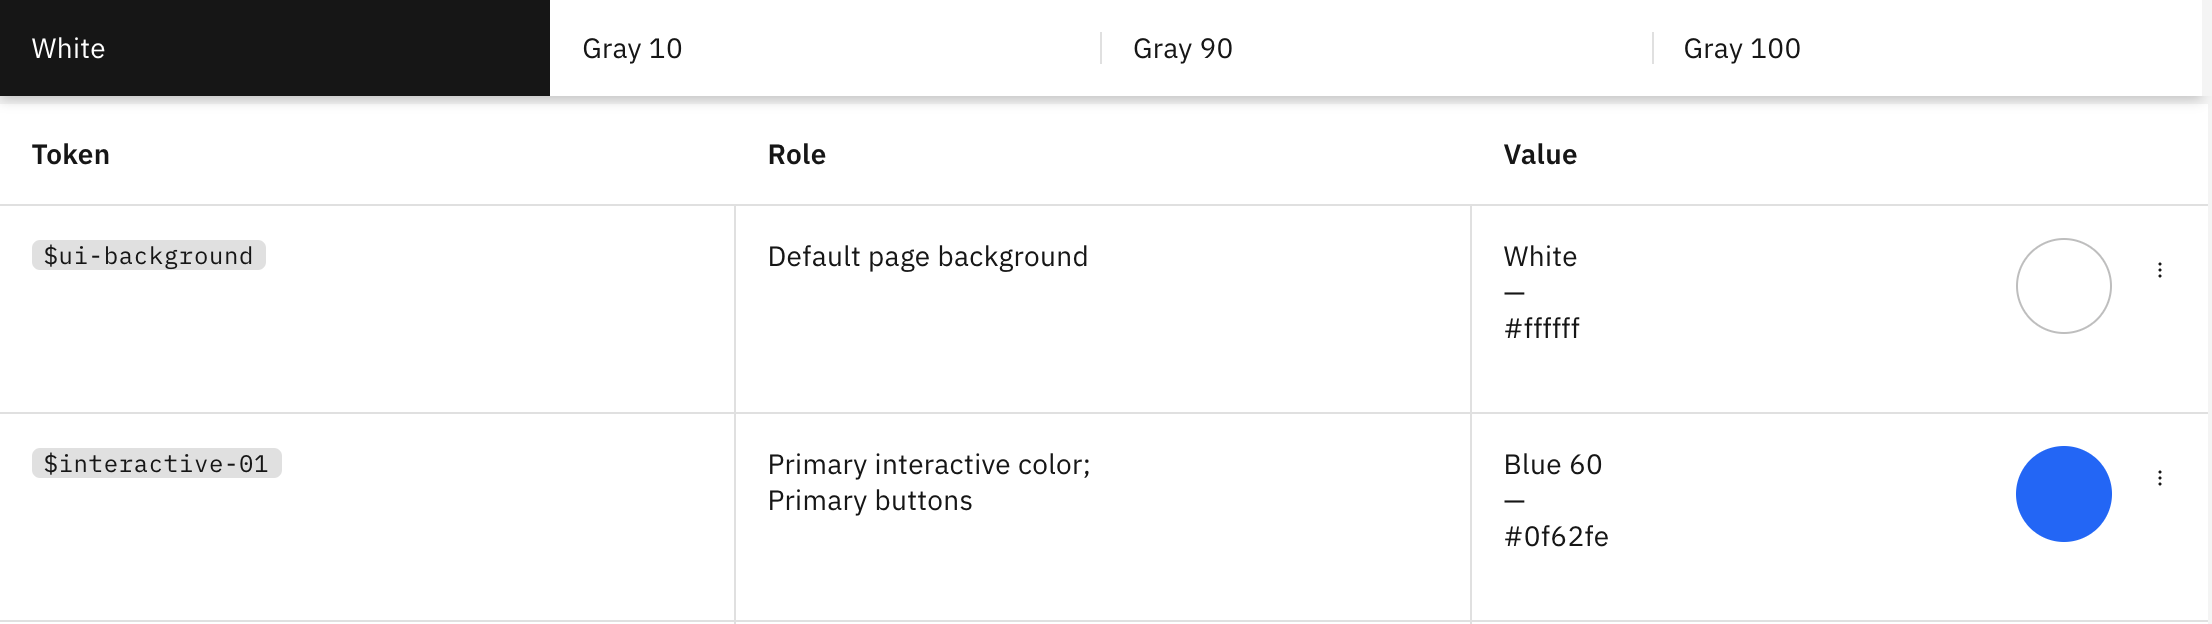 White
Gray 10
Gray 90
Gray 100
Token
Role
Value
$ui-background
Default page background
White
—
#ffffff
$interactive-01
Primary interactive color;
Primary buttons
Blue 60
—
#0f62fe